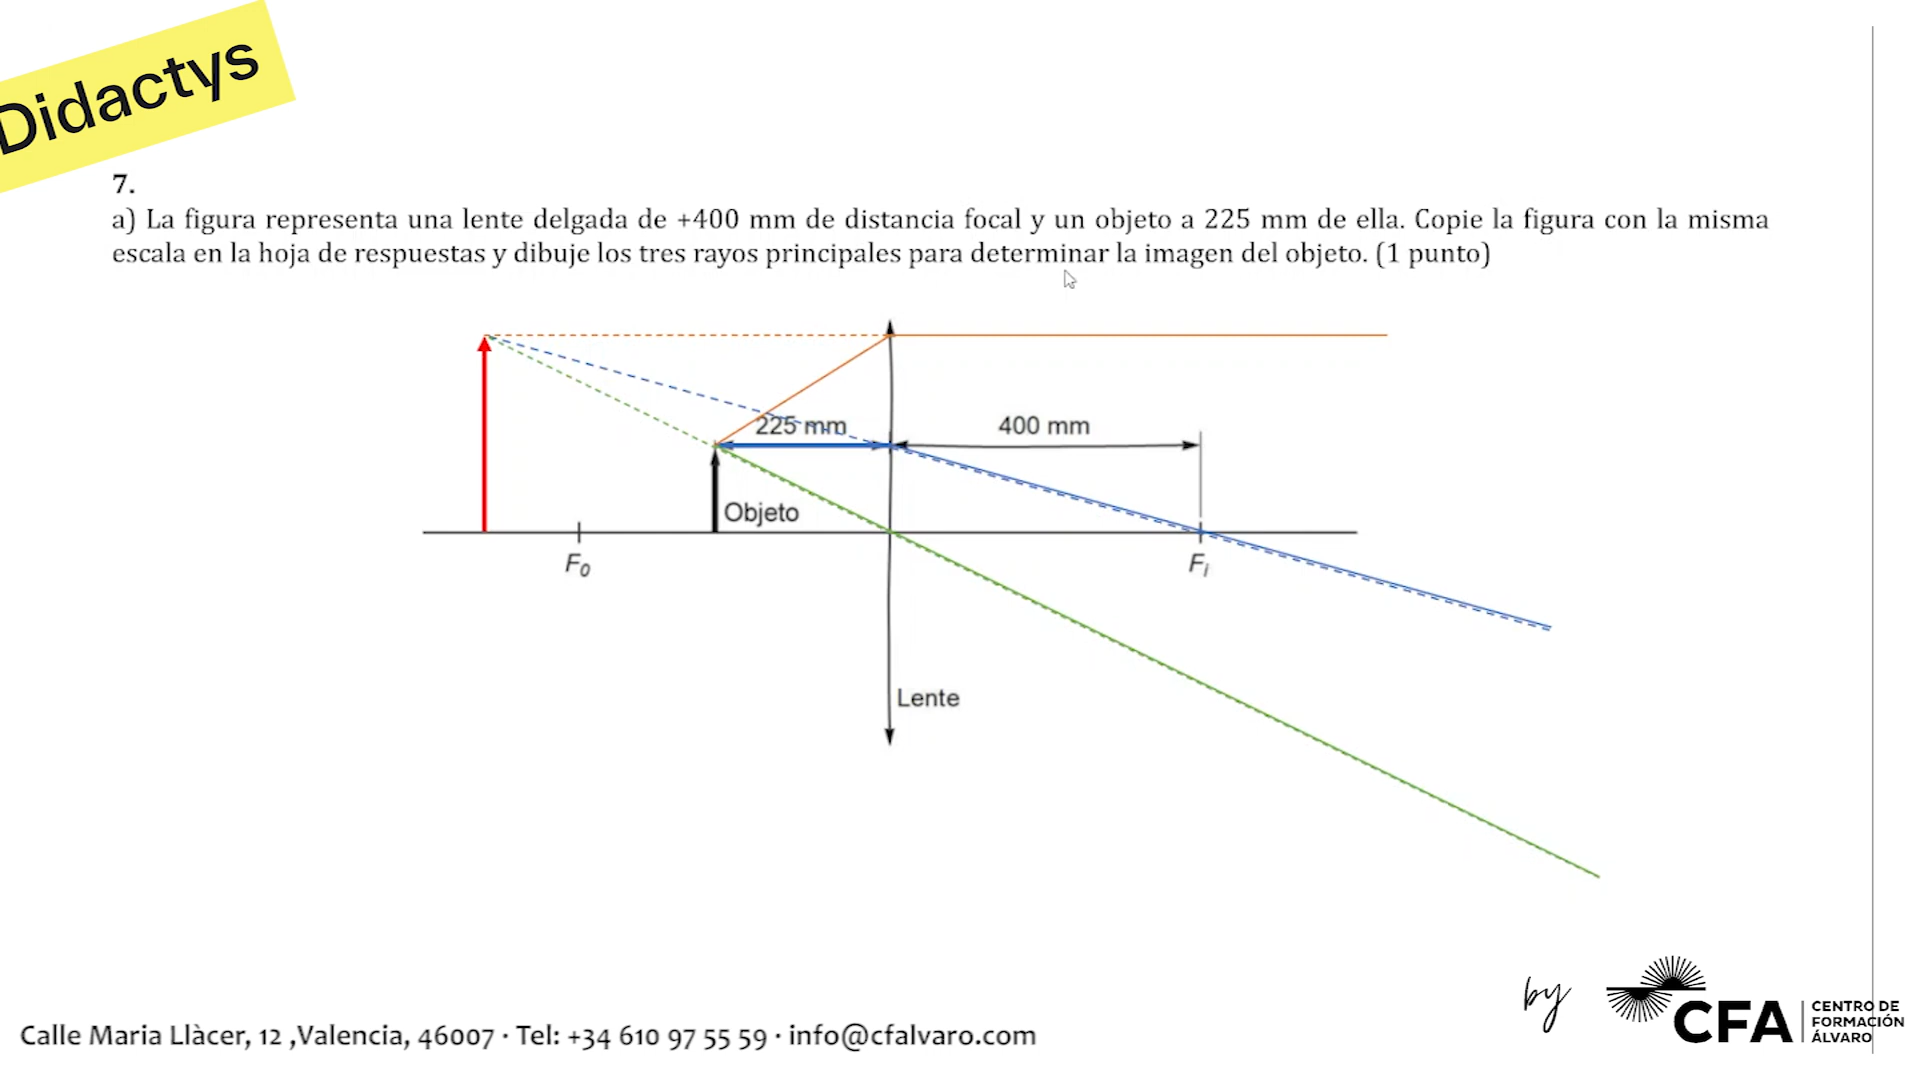 Didactys
7.
a) La figura representa una lente delgada de +400 mm de distancia focal y un objeto a 225 mm de ella. Copie la figura con la misma
escala en la hoja de respuestas y dibuje los tres rayos principales para determinar la imagen del objeto. (1 punto)
225 mm
400 mm
Objeto
F₀
Fᵢ
Lente
by
CFA
CENTRO DE
FORMACIÓN
ÁLVARO
Calle Maria Llàcer, 12 ,Valencia, 46007 · Tel: +34 610 97 55 59 · info@cfalvaro.com